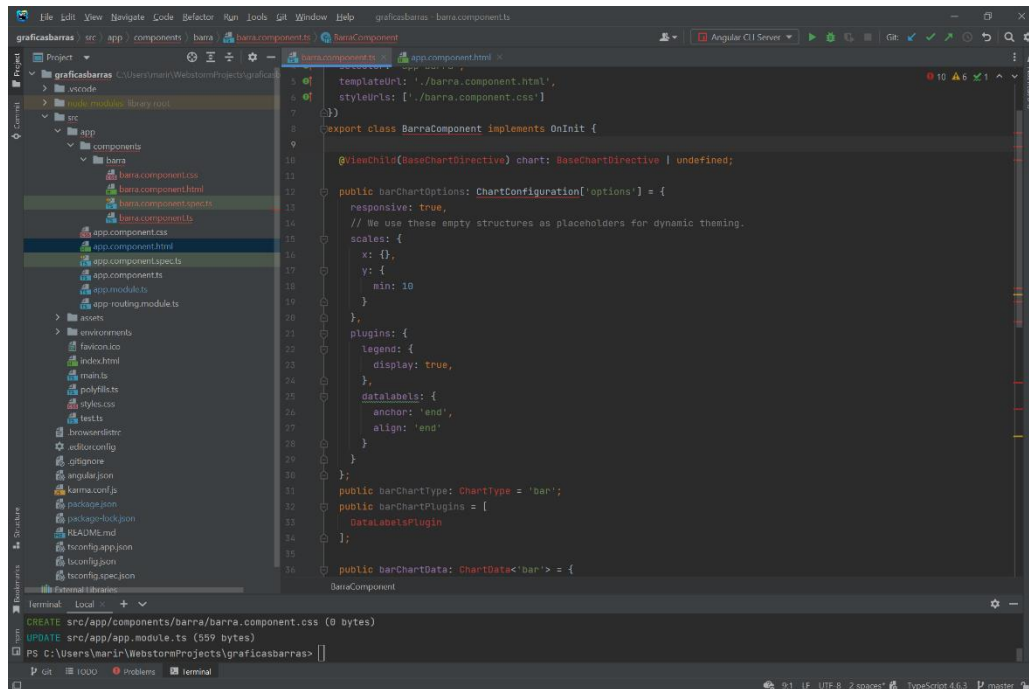 File Edit View Navigate Code Refactor Run Tools Git Window Help graficasbarras - barra.component.ts
graficasbarras src app components barra barra.component.ts BarraComponent
Angular CLI Server Git:
Project
barra.component.ts app.component.html
10 6 1
graficasbarras C:\Users\marir\WebstormProjects\graficasb
.vscode
node_modules library root
src
app
components
barra
barra.component.css
barra.component.html
barra.component.spec.ts
barra.component.ts
app.component.css
app.component.html
app.component.spec.ts
app.component.ts
app.module.ts
app-routing.module.ts
assets
environments
favicon.ico
index.html
main.ts
polyfills.ts
styles.css
test.ts
.browserslistrc
.editorconfig
.gitignore
angular.json
karma.conf.js
package.json
package-lock.json
README.md
tsconfig.app.json
tsconfig.json
tsconfig.spec.json
External Libraries
5 templateUrl: './barra.component.html',
6 styleUrls: ['./barra.component.css']
7 })
8 export class BarraComponent implements OnInit {
9
10 @ViewChild(BaseChartDirective) chart: BaseChartDirective | undefined;
11
12 public barChartOptions: ChartConfiguration['options'] = {
13 responsive: true,
14 // We use these empty structures as placeholders for dynamic theming.
15 scales: {
16 x: {},
17 y: {
18 min: 10
19 }
20 },
21 plugins: {
22 legend: {
23 display: true,
24 },
25 datalabels: {
26 anchor: 'end',
27 align: 'end'
28 }
29 }
30 };
31 public barChartType: ChartType = 'bar';
32 public barChartPlugins = [
33 DataLabelsPlugin
34 ];
35
36 public barChartData: ChartData<'bar'> = {
BarraComponent
Project
Commit
Structure
Bookmarks
npm
Terminal: Local
CREATE src/app/components/barra/barra.component.css (0 bytes)
UPDATE src/app/app.module.ts (559 bytes)
PS C:\Users\marir\WebstormProjects\graficasbarras>
Git TODO Problems Terminal
9:1 LF UTF-8 2 spaces* TypeScript 4.6.3 master